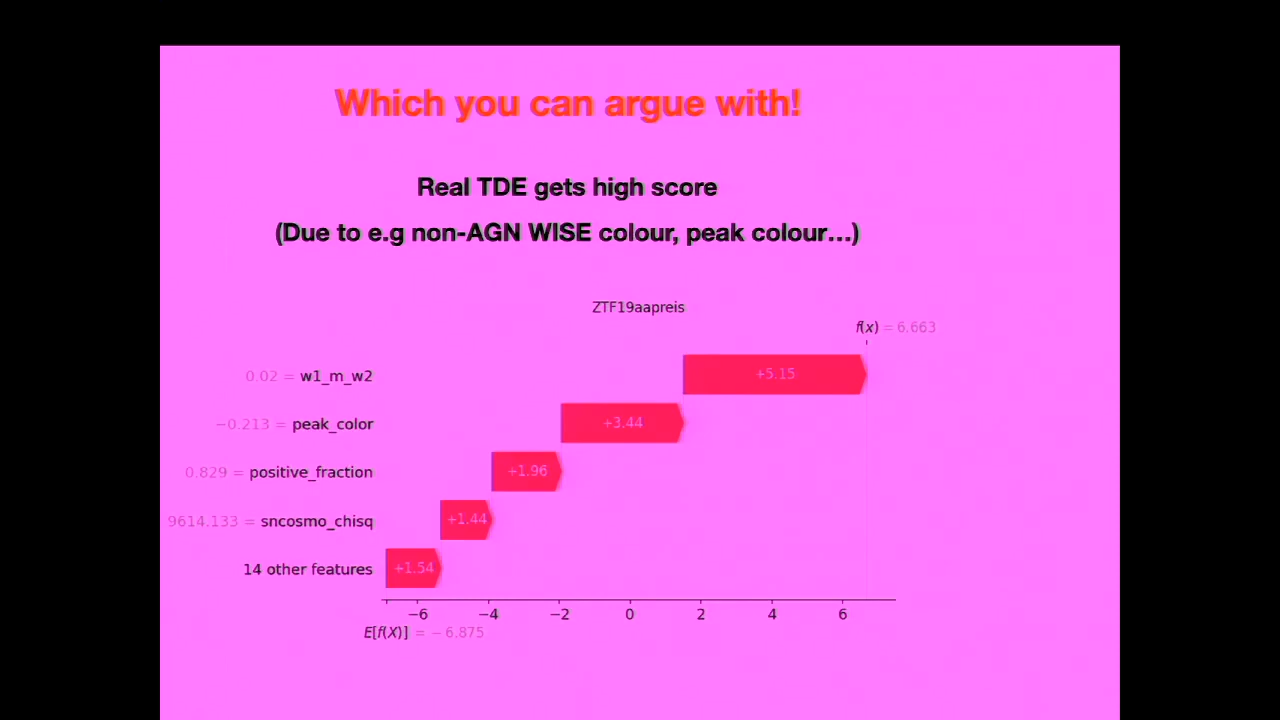 Which you can argue with!
Real TDE gets high score
(Due to e.g non-AGN WISE colour, peak colour...)
ZTF19aapreis
f(x) = 6.663
0.02 = w1_m_w2
+5.15
−0.213 = peak_color
+3.44
0.829 = positive_fraction
+1.96
9614.133 = sncosmo_chisq
+1.44
14 other features
+1.54
−6 −4 −2 0 2 4 6
E[f(X)] = −6.875